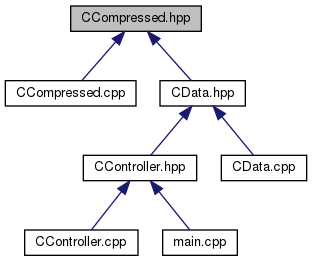 CCompressed.hpp
CCompressed.cpp
CData.hpp
CController.hpp
CData.cpp
CController.cpp
main.cpp